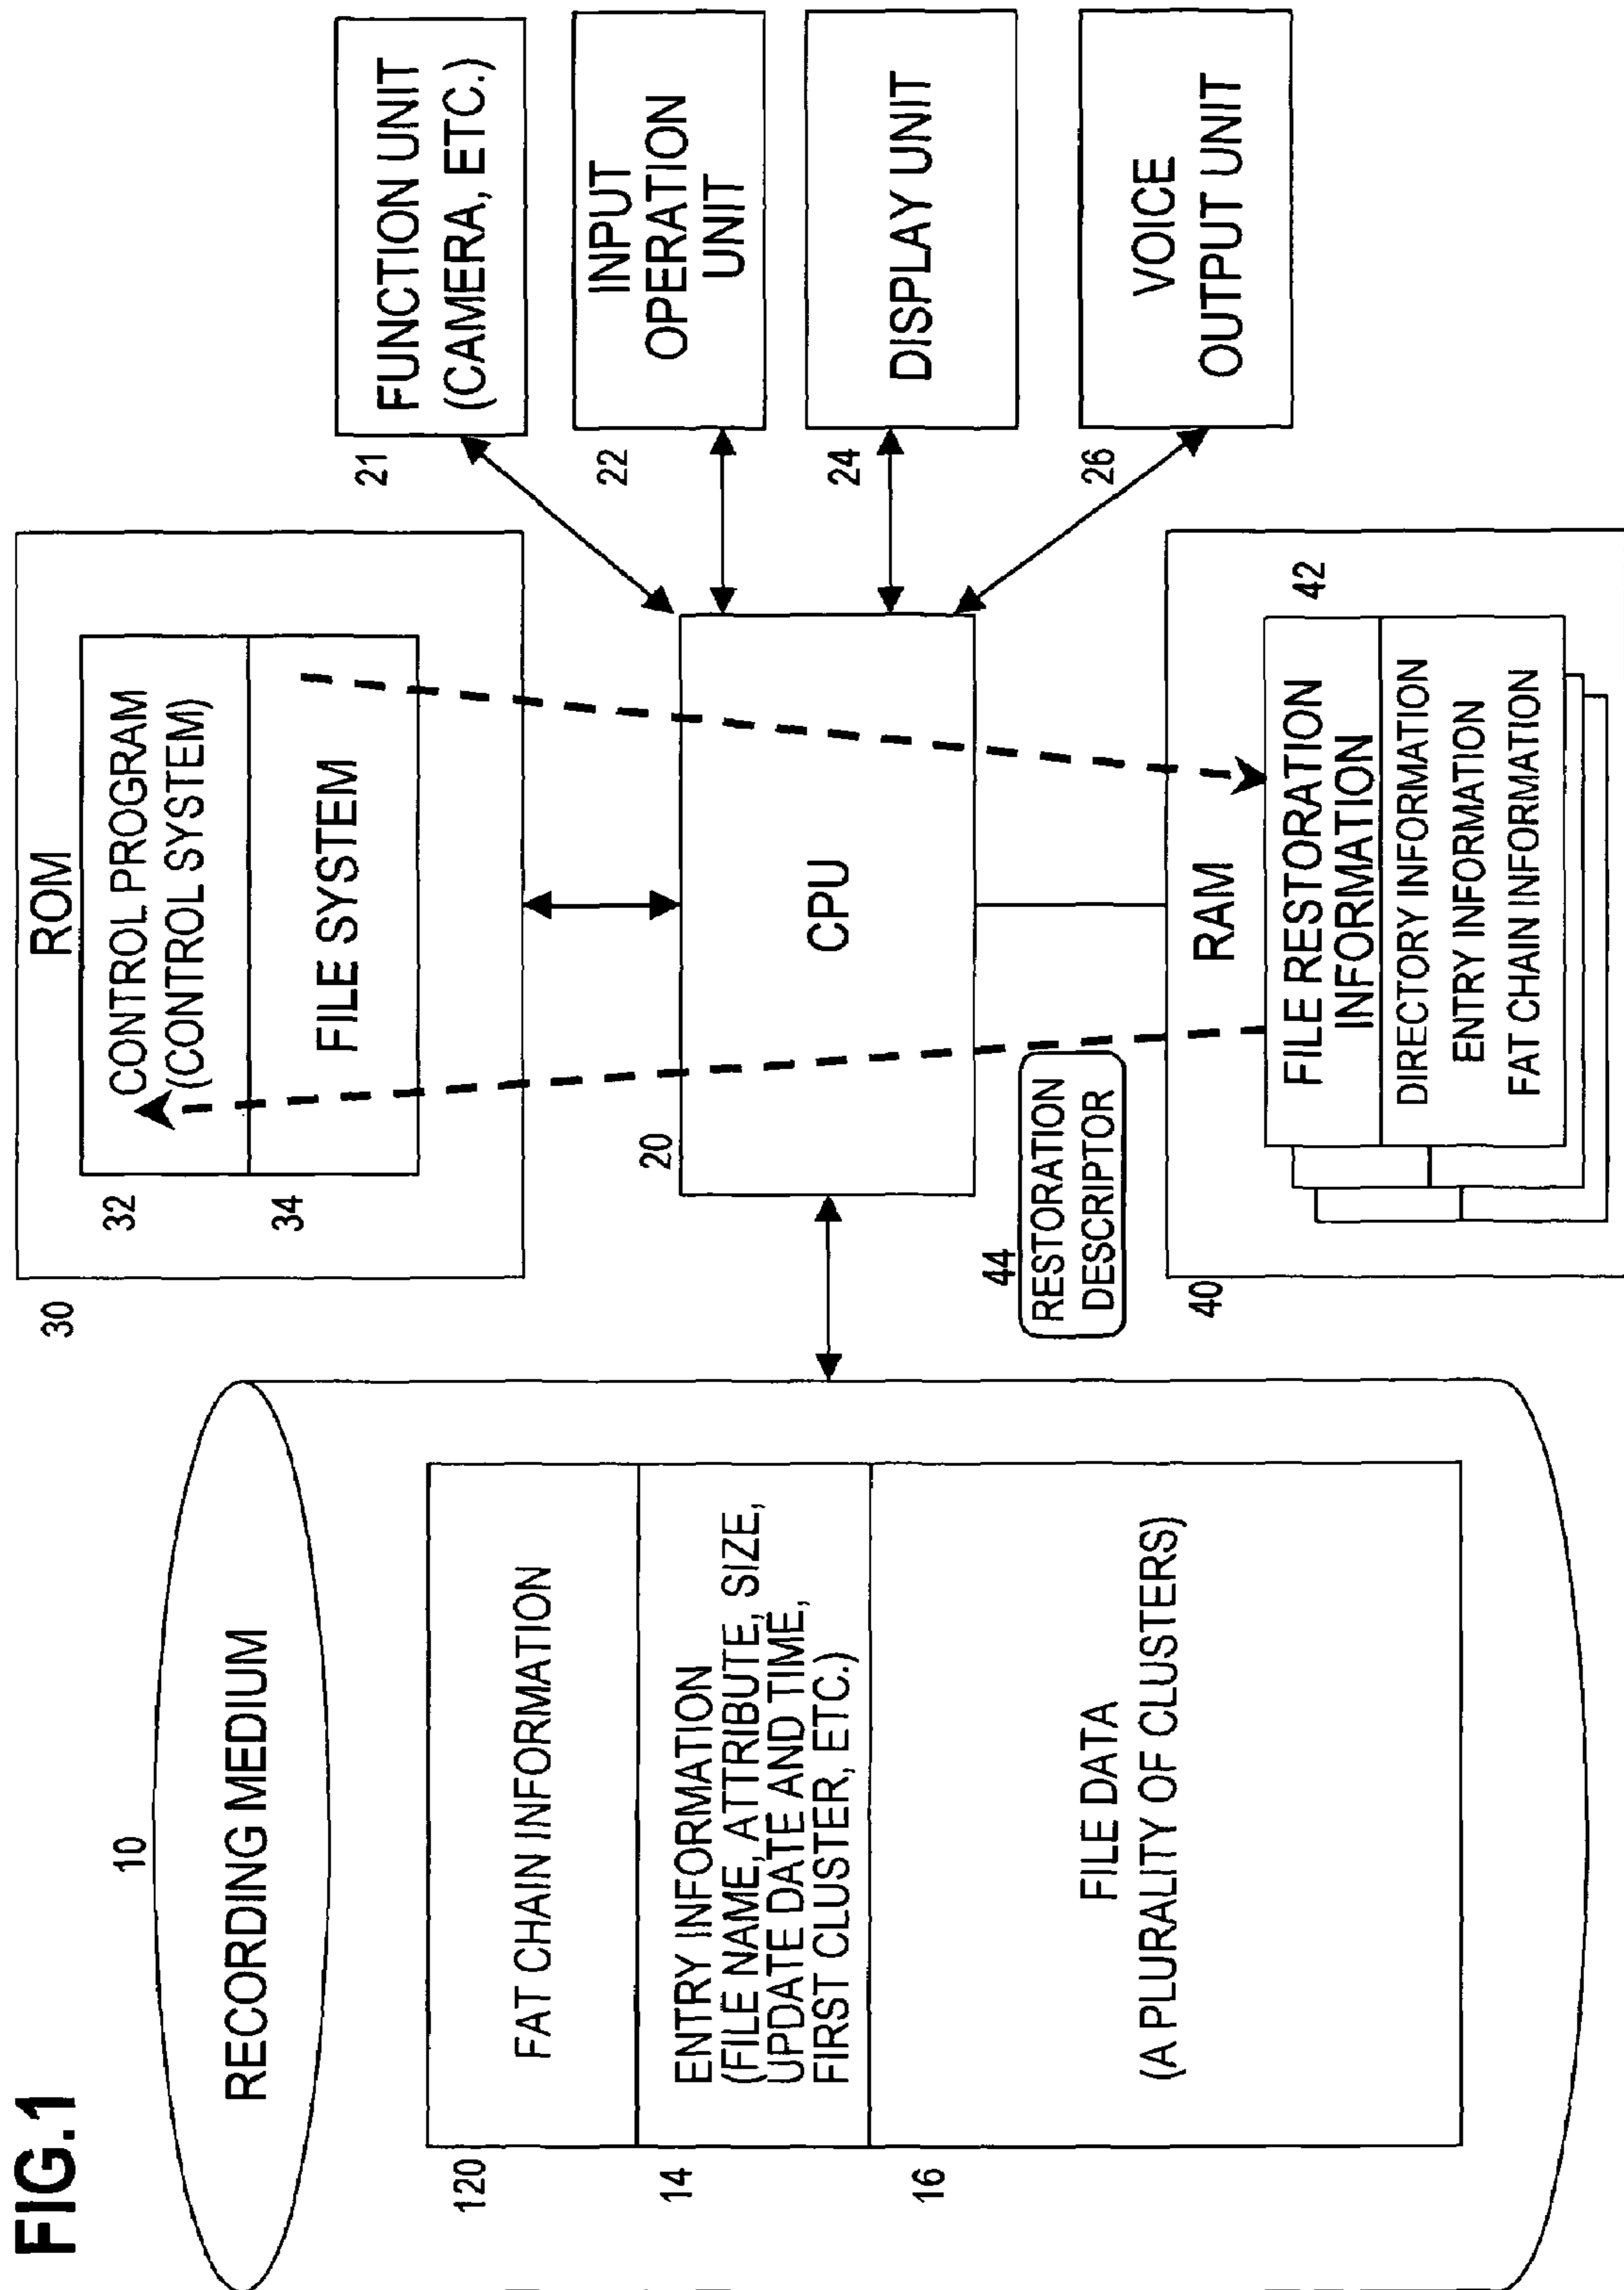 FIG.1
10
RECORDING MEDIUM
120
FAT CHAIN INFORMATION
14
ENTRY INFORMATION
(FILE NAME, ATTRIBUTE, SIZE,
UPDATE DATE AND TIME,
FIRST CLUSTER, ETC.)
16
FILE DATA
(A PLURALITY OF CLUSTERS)
30
ROM
32
CONTROL PROGRAM
(CONTROL SYSTEM)
34
FILE SYSTEM
20
CPU
44
RESTORATION
DESCRIPTOR
40
RAM
42
FILE RESTORATION
INFORMATION
DIRECTORY INFORMATION
ENTRY INFORMATION
FAT CHAIN INFORMATION
21
FUNCTION UNIT
(CAMERA, ETC.)
22
INPUT
OPERATION
UNIT
24
DISPLAY UNIT
26
VOICE
OUTPUT UNIT